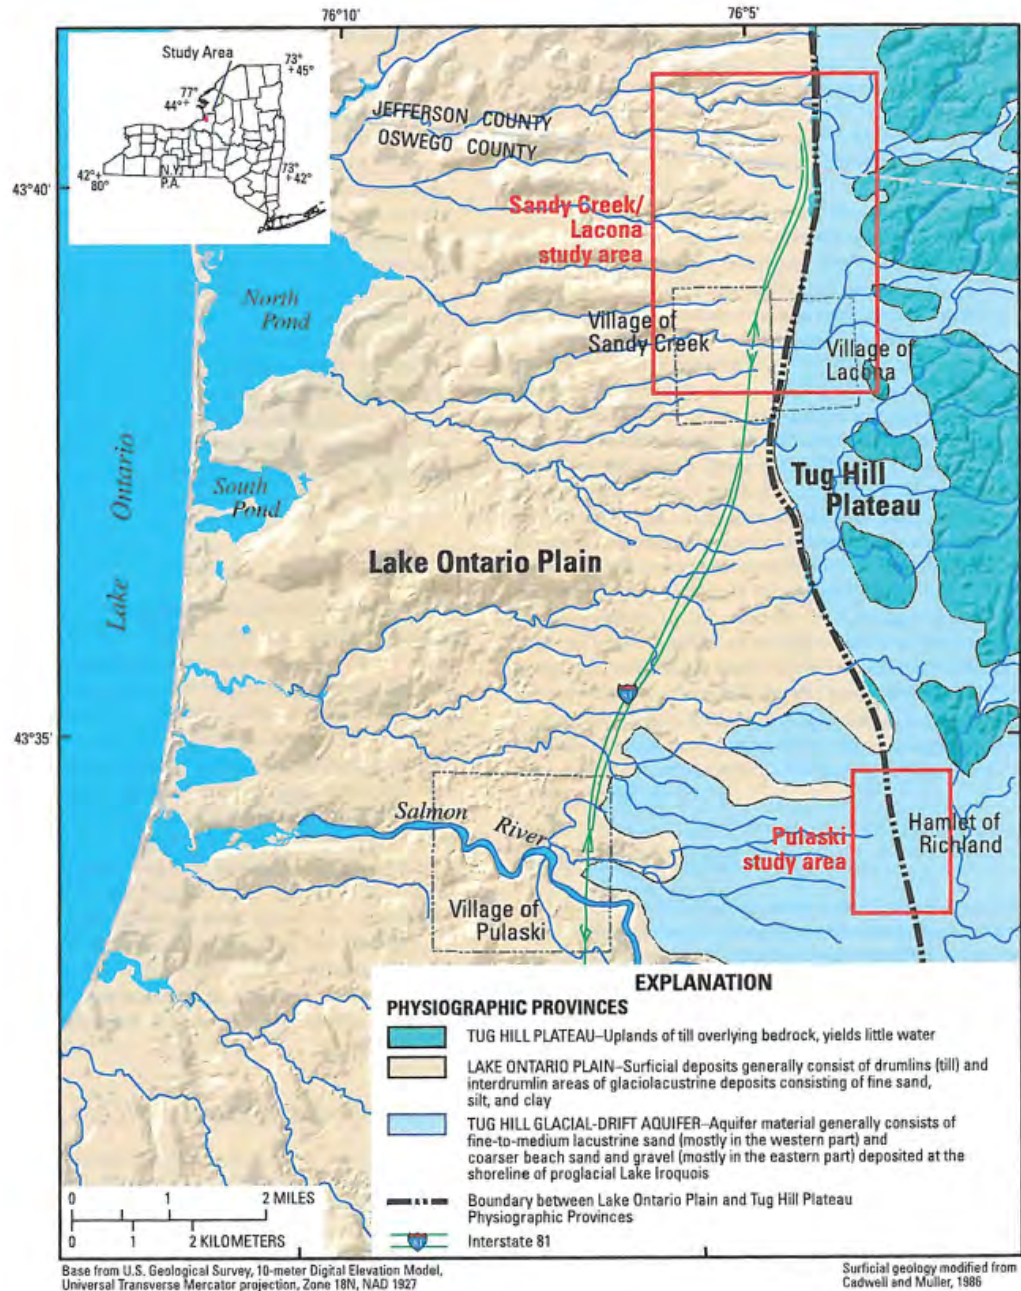 76°10'
76°5'
Study Area
73°
+45°
77°
44°+
42°+
80°
N.Y.
P.A.
73°
+42°
JEFFERSON COUNTY
OSWEGO COUNTY
43°40'
Sandy Creek/
Lacona
study area
North
Pond
Village of
Sandy Creek
Village of
Lacona
Lake Ontario
South
Pond
Tug Hill
Plateau
Lake Ontario Plain
81
43°35'
Salmon River
Pulaski
study area
Hamlet of
Richland
Village of
Pulaski
EXPLANATION
PHYSIOGRAPHIC PROVINCES
TUG HILL PLATEAU–Uplands of till overlying bedrock, yields little water
LAKE ONTARIO PLAIN–Surficial deposits generally consist of drumlins (till) and
interdrumlin areas of glaciolacustrine deposits consisting of fine sand,
silt, and clay
TUG HILL GLACIAL-DRIFT AQUIFER–Aquifer material generally consists of
fine-to-medium lacustrine sand (mostly in the western part) and
coarser beach sand and gravel (mostly in the eastern part) deposited at the
shoreline of proglacial Lake Iroquois
Boundary between Lake Ontario Plain and Tug Hill Plateau
Physiographic Provinces
81
Interstate 81
0 1 2 MILES
0 1 2 KILOMETERS
Base from U.S. Geological Survey, 10-meter Digital Elevation Model,
Universal Transverse Mercator projection, Zone 18N, NAD 1927
Surficial geology modified from
Cadwell and Muller, 1986